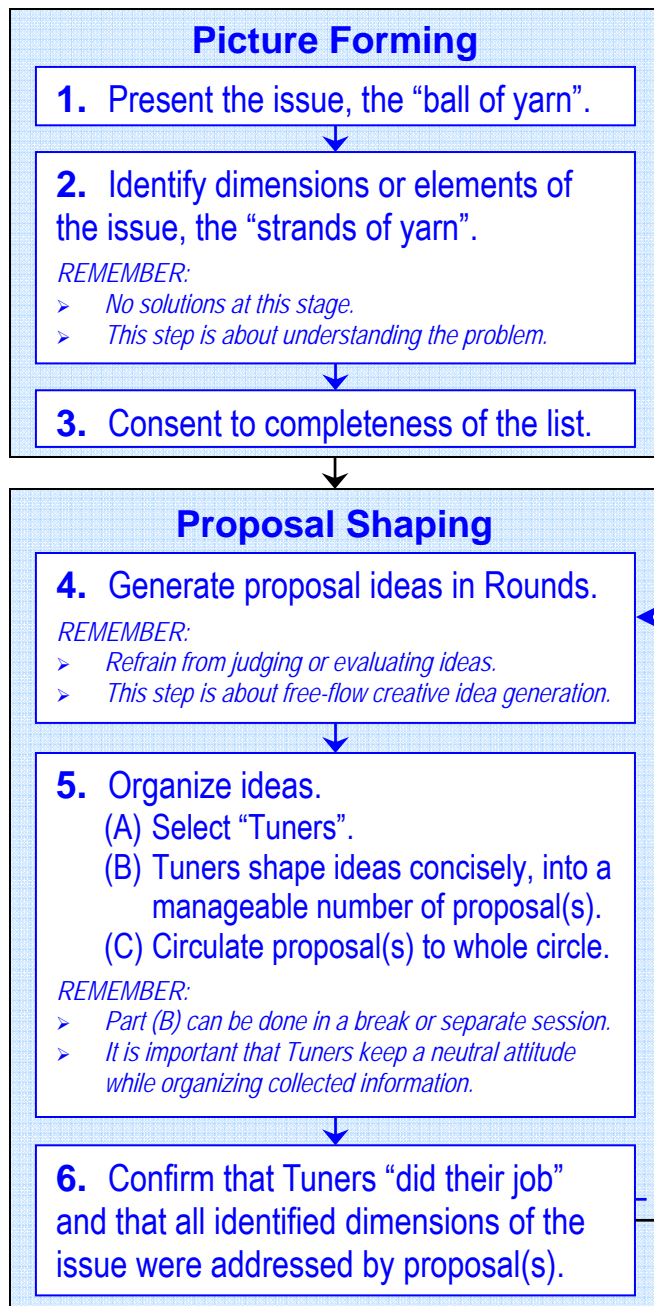 Picture Forming
1. Present the issue, the “ball of yarn”.
2. Identify dimensions or elements of
the issue, the “strands of yarn”.
REMEMBER:
➢ No solutions at this stage.
➢ This step is about understanding the problem.
3. Consent to completeness of the list.
Proposal Shaping
4. Generate proposal ideas in Rounds.
REMEMBER:
➢ Refrain from judging or evaluating ideas.
➢ This step is about free-flow creative idea generation.
5. Organize ideas.
(A) Select “Tuners”.
(B) Tuners shape ideas concisely, into a
manageable number of proposal(s).
(C) Circulate proposal(s) to whole circle.
REMEMBER:
➢ Part (B) can be done in a break or separate session.
➢ It is important that Tuners keep a neutral attitude
while organizing collected information.
6. Confirm that Tuners “did their job”
and that all identified dimensions of the
issue were addressed by proposal(s).